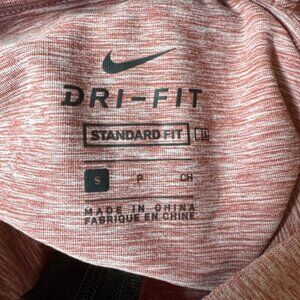 DRI-FIT
STANDARD FIT
S P CH
MADE IN CHINA
FABRIQUÉ EN CHINE